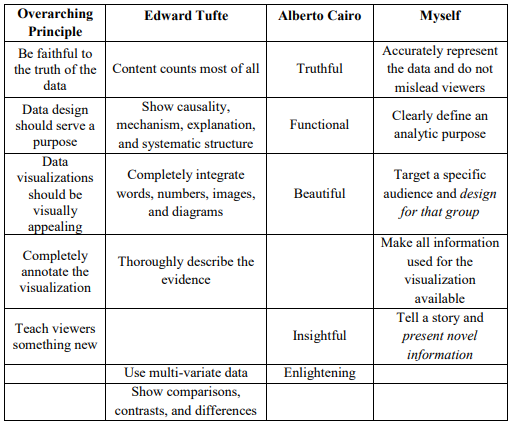 Overarching Principle Edward Tufte Alberto Cairo Myself
Be faithful to the truth of the data Content counts most of all Truthful Accurately represent the data and do not mislead viewers
Data design should serve a purpose Show causality, mechanism, explanation, and systematic structure Functional Clearly define an analytic purpose
Data visualizations should be visually appealing Completely integrate words, numbers, images, and diagrams Beautiful Target a specific audience and design for that group
Completely annotate the visualization Thoroughly describe the evidence Make all information used for the visualization available
Teach viewers something new Insightful Tell a story and present novel information
Use multi-variate data Enlightening
Show comparisons, contrasts, and differences